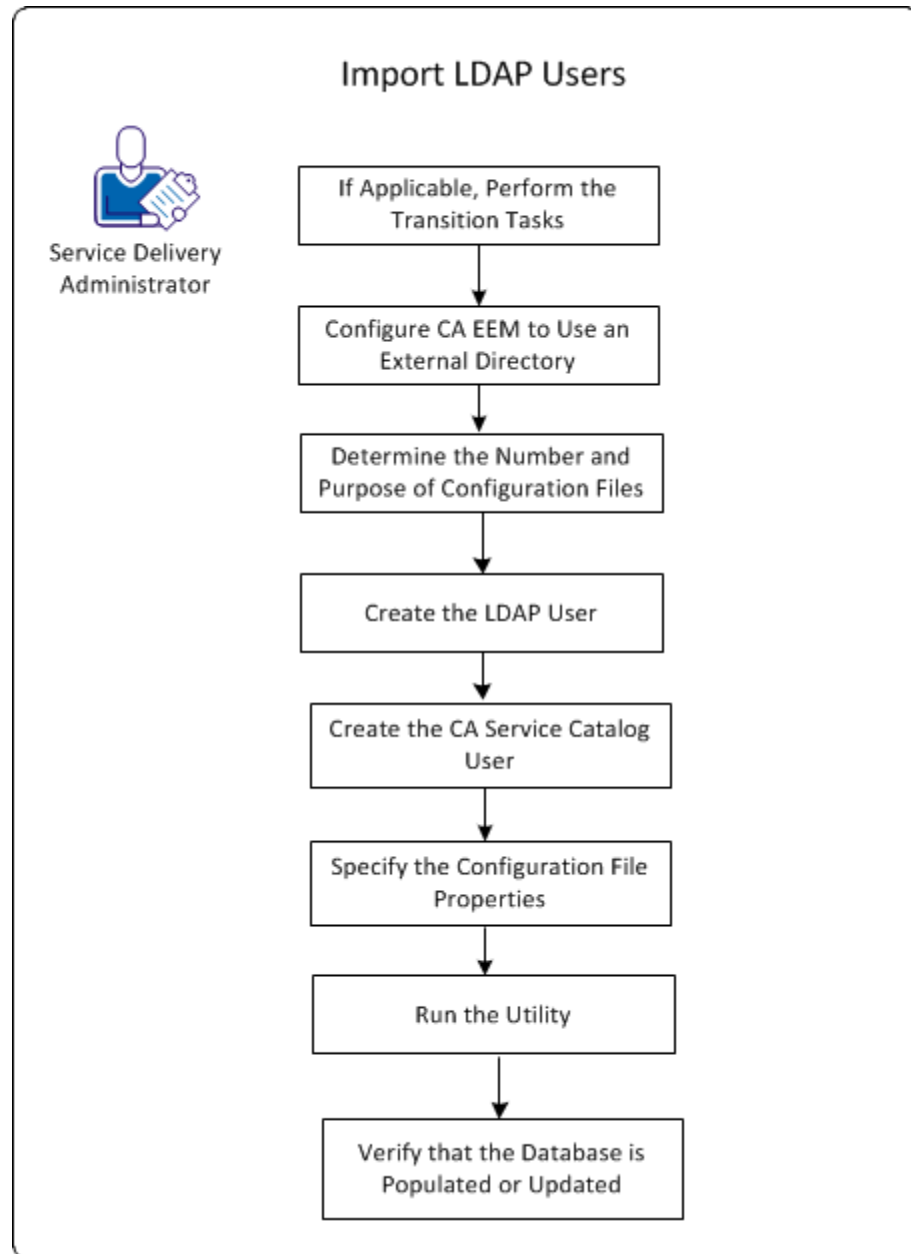 Import LDAP Users
Service Delivery
Administrator
If Applicable, Perform the
Transition Tasks
Configure CA EEM to Use an
External Directory
Determine the Number and
Purpose of Configuration Files
Create the LDAP User
Create the CA Service Catalog
User
Specify the Configuration File
Properties
Run the Utility
Verify that the Database is
Populated or Updated